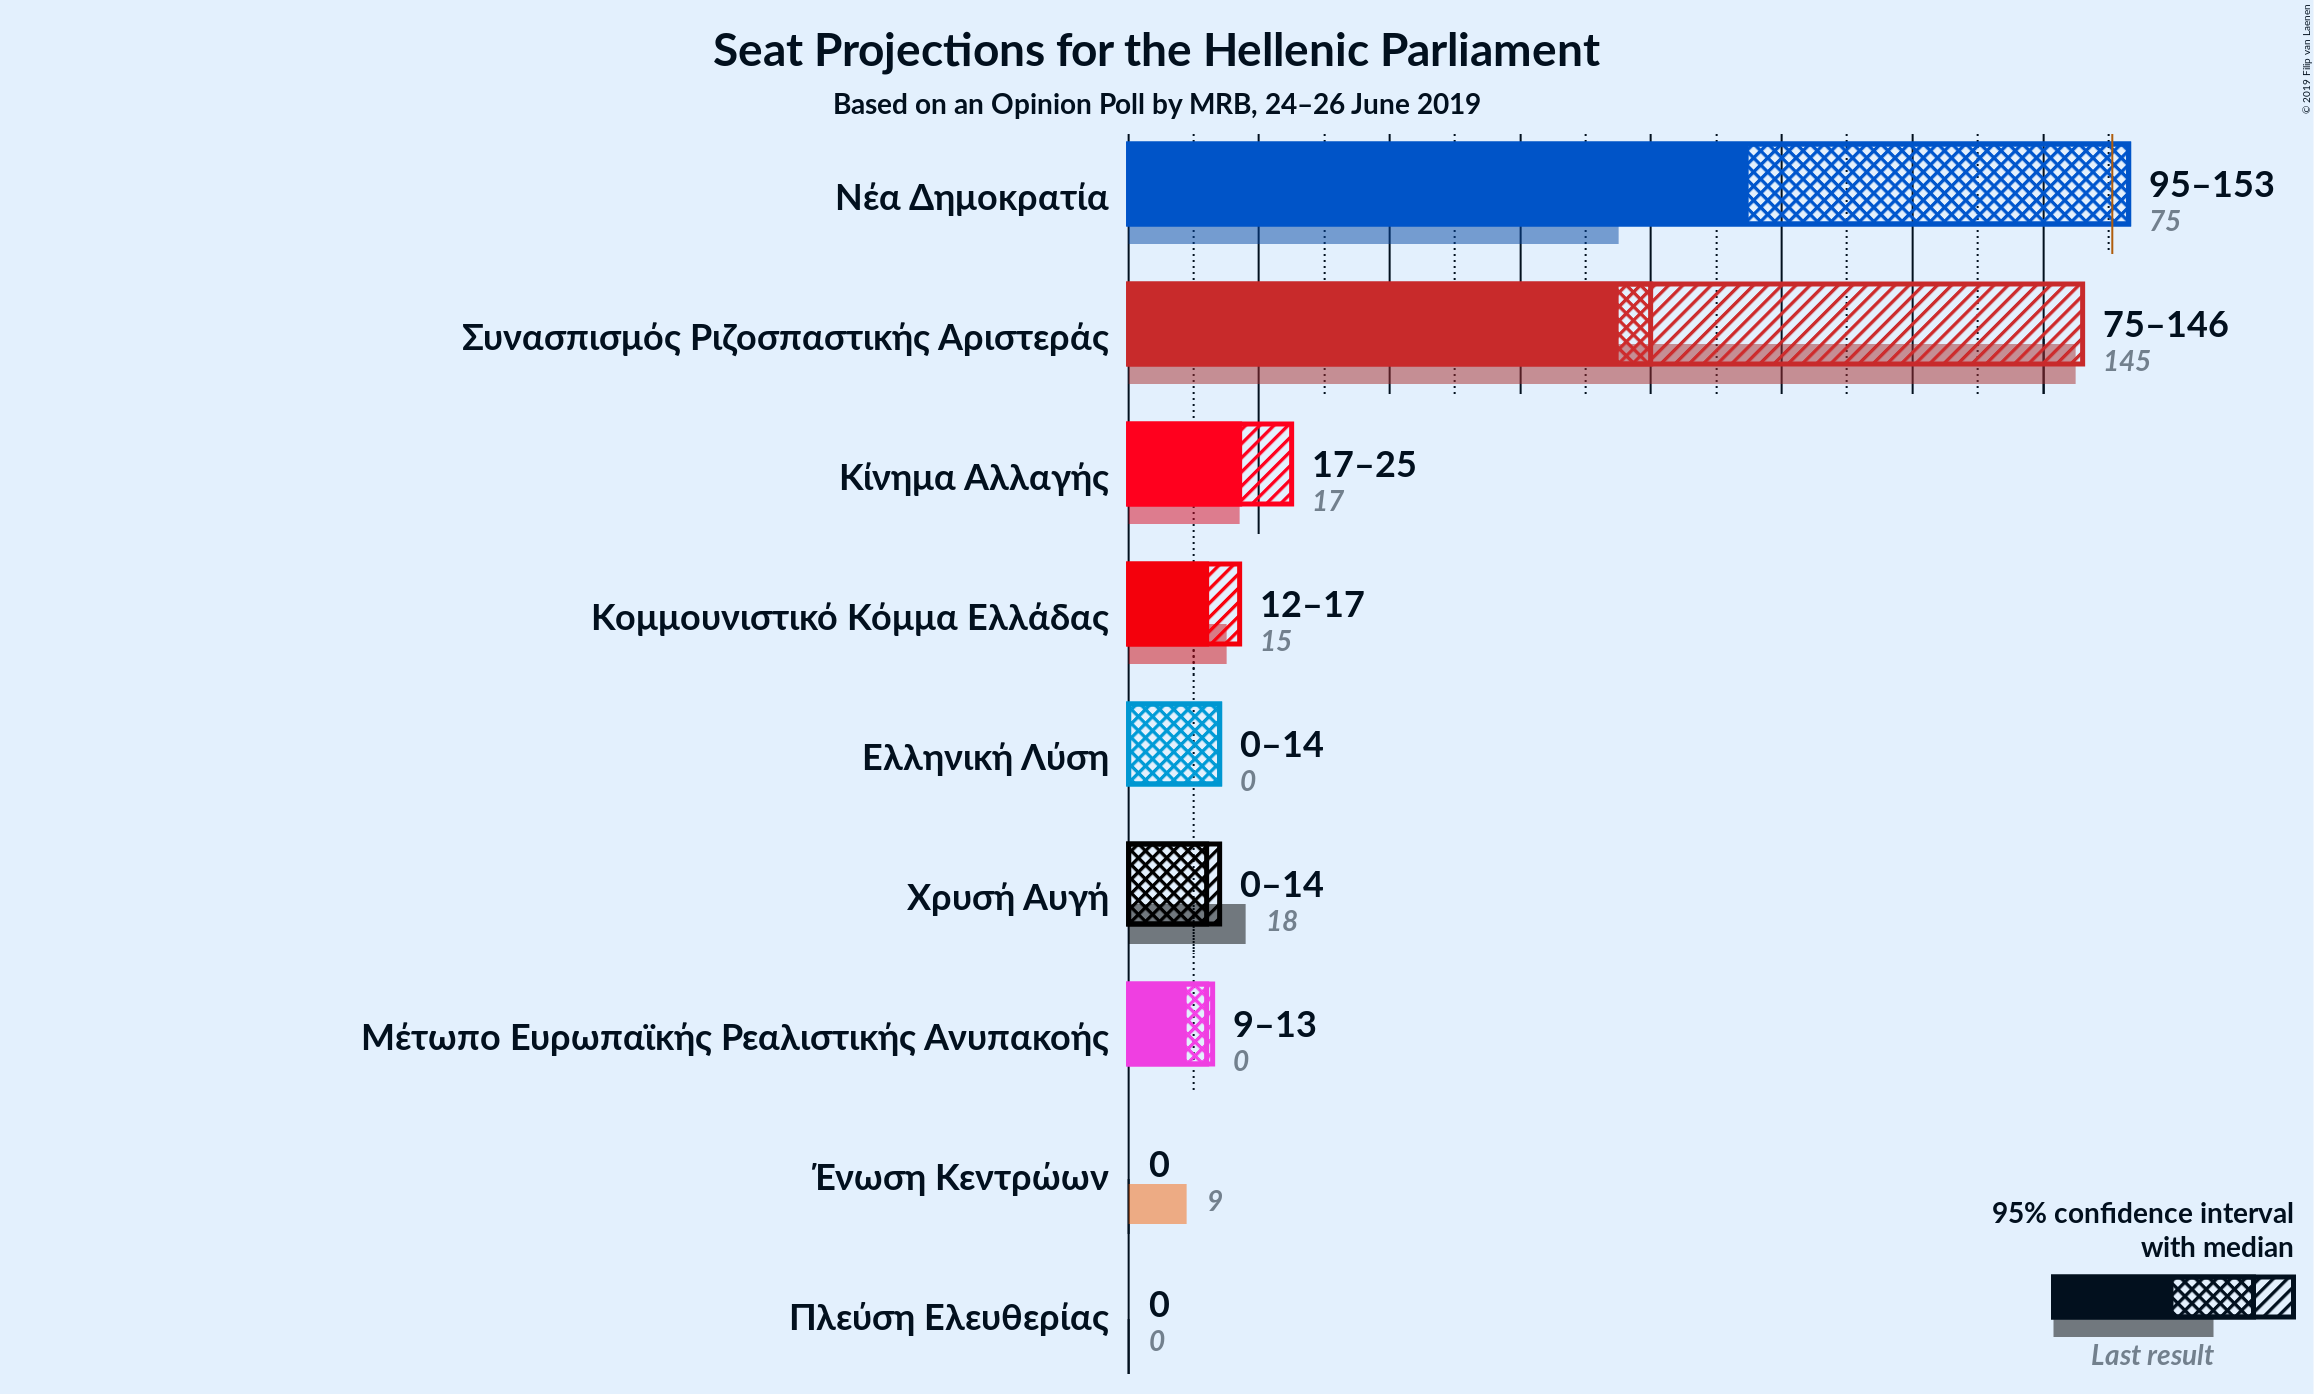 Seat Projections for the Hellenic Parliament
Based on an Opinion Poll by MRB, 24–26 June 2019
© 2019 Filip van Laenen
Νέα Δημοκρατία
95–153
75
Συνασπισμός Ριζοσπαστικής Αριστεράς
75–146
145
Κίνημα Αλλαγής
17–25
17
Κομμουνιστικό Κόμμα Ελλάδας
12–17
15
Ελληνική Λύση
0–14
0
Χρυσή Αυγή
0–14
18
Μέτωπο Ευρωπαϊκής Ρεαλιστικής Ανυπακοής
9–13
0
Ένωση Κεντρώων
0
9
Πλεύση Ελευθερίας
0
0
95% confidence interval
with median
Last result